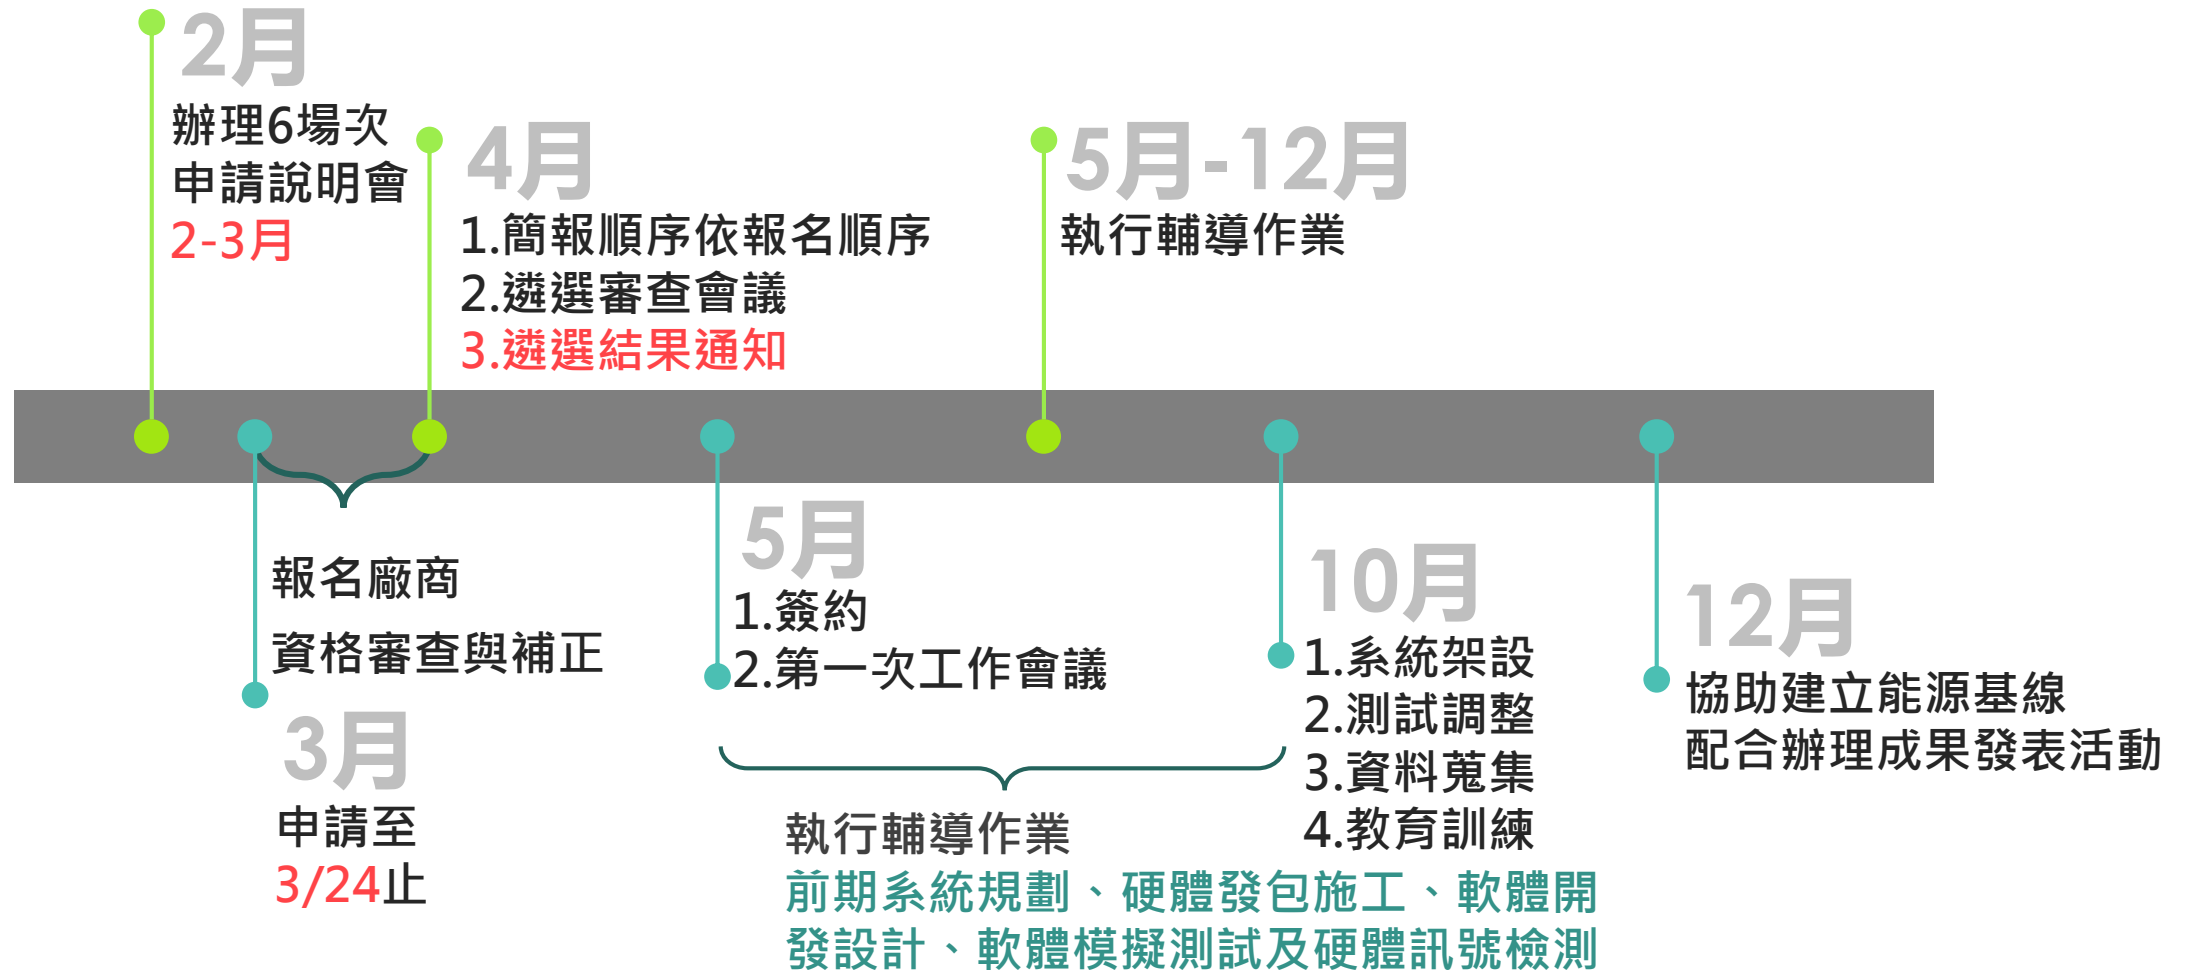 2月
辦理6場次
申請說明會
2-3月
4月
1.簡報順序依報名順序
2.遴選審查會議
3.遴選結果通知
5月-12月
執行輔導作業
報名廠商
資格審查與補正
3月
申請至
3/24止
5月
1.簽約
2.第一次工作會議
執行輔導作業
前期系統規劃、硬體發包施工、軟體開
發設計、軟體模擬測試及硬體訊號檢測
10月
1.系統架設
2.測試調整
3.資料蒐集
4.教育訓練
12月
協助建立能源基線
配合辦理成果發表活動